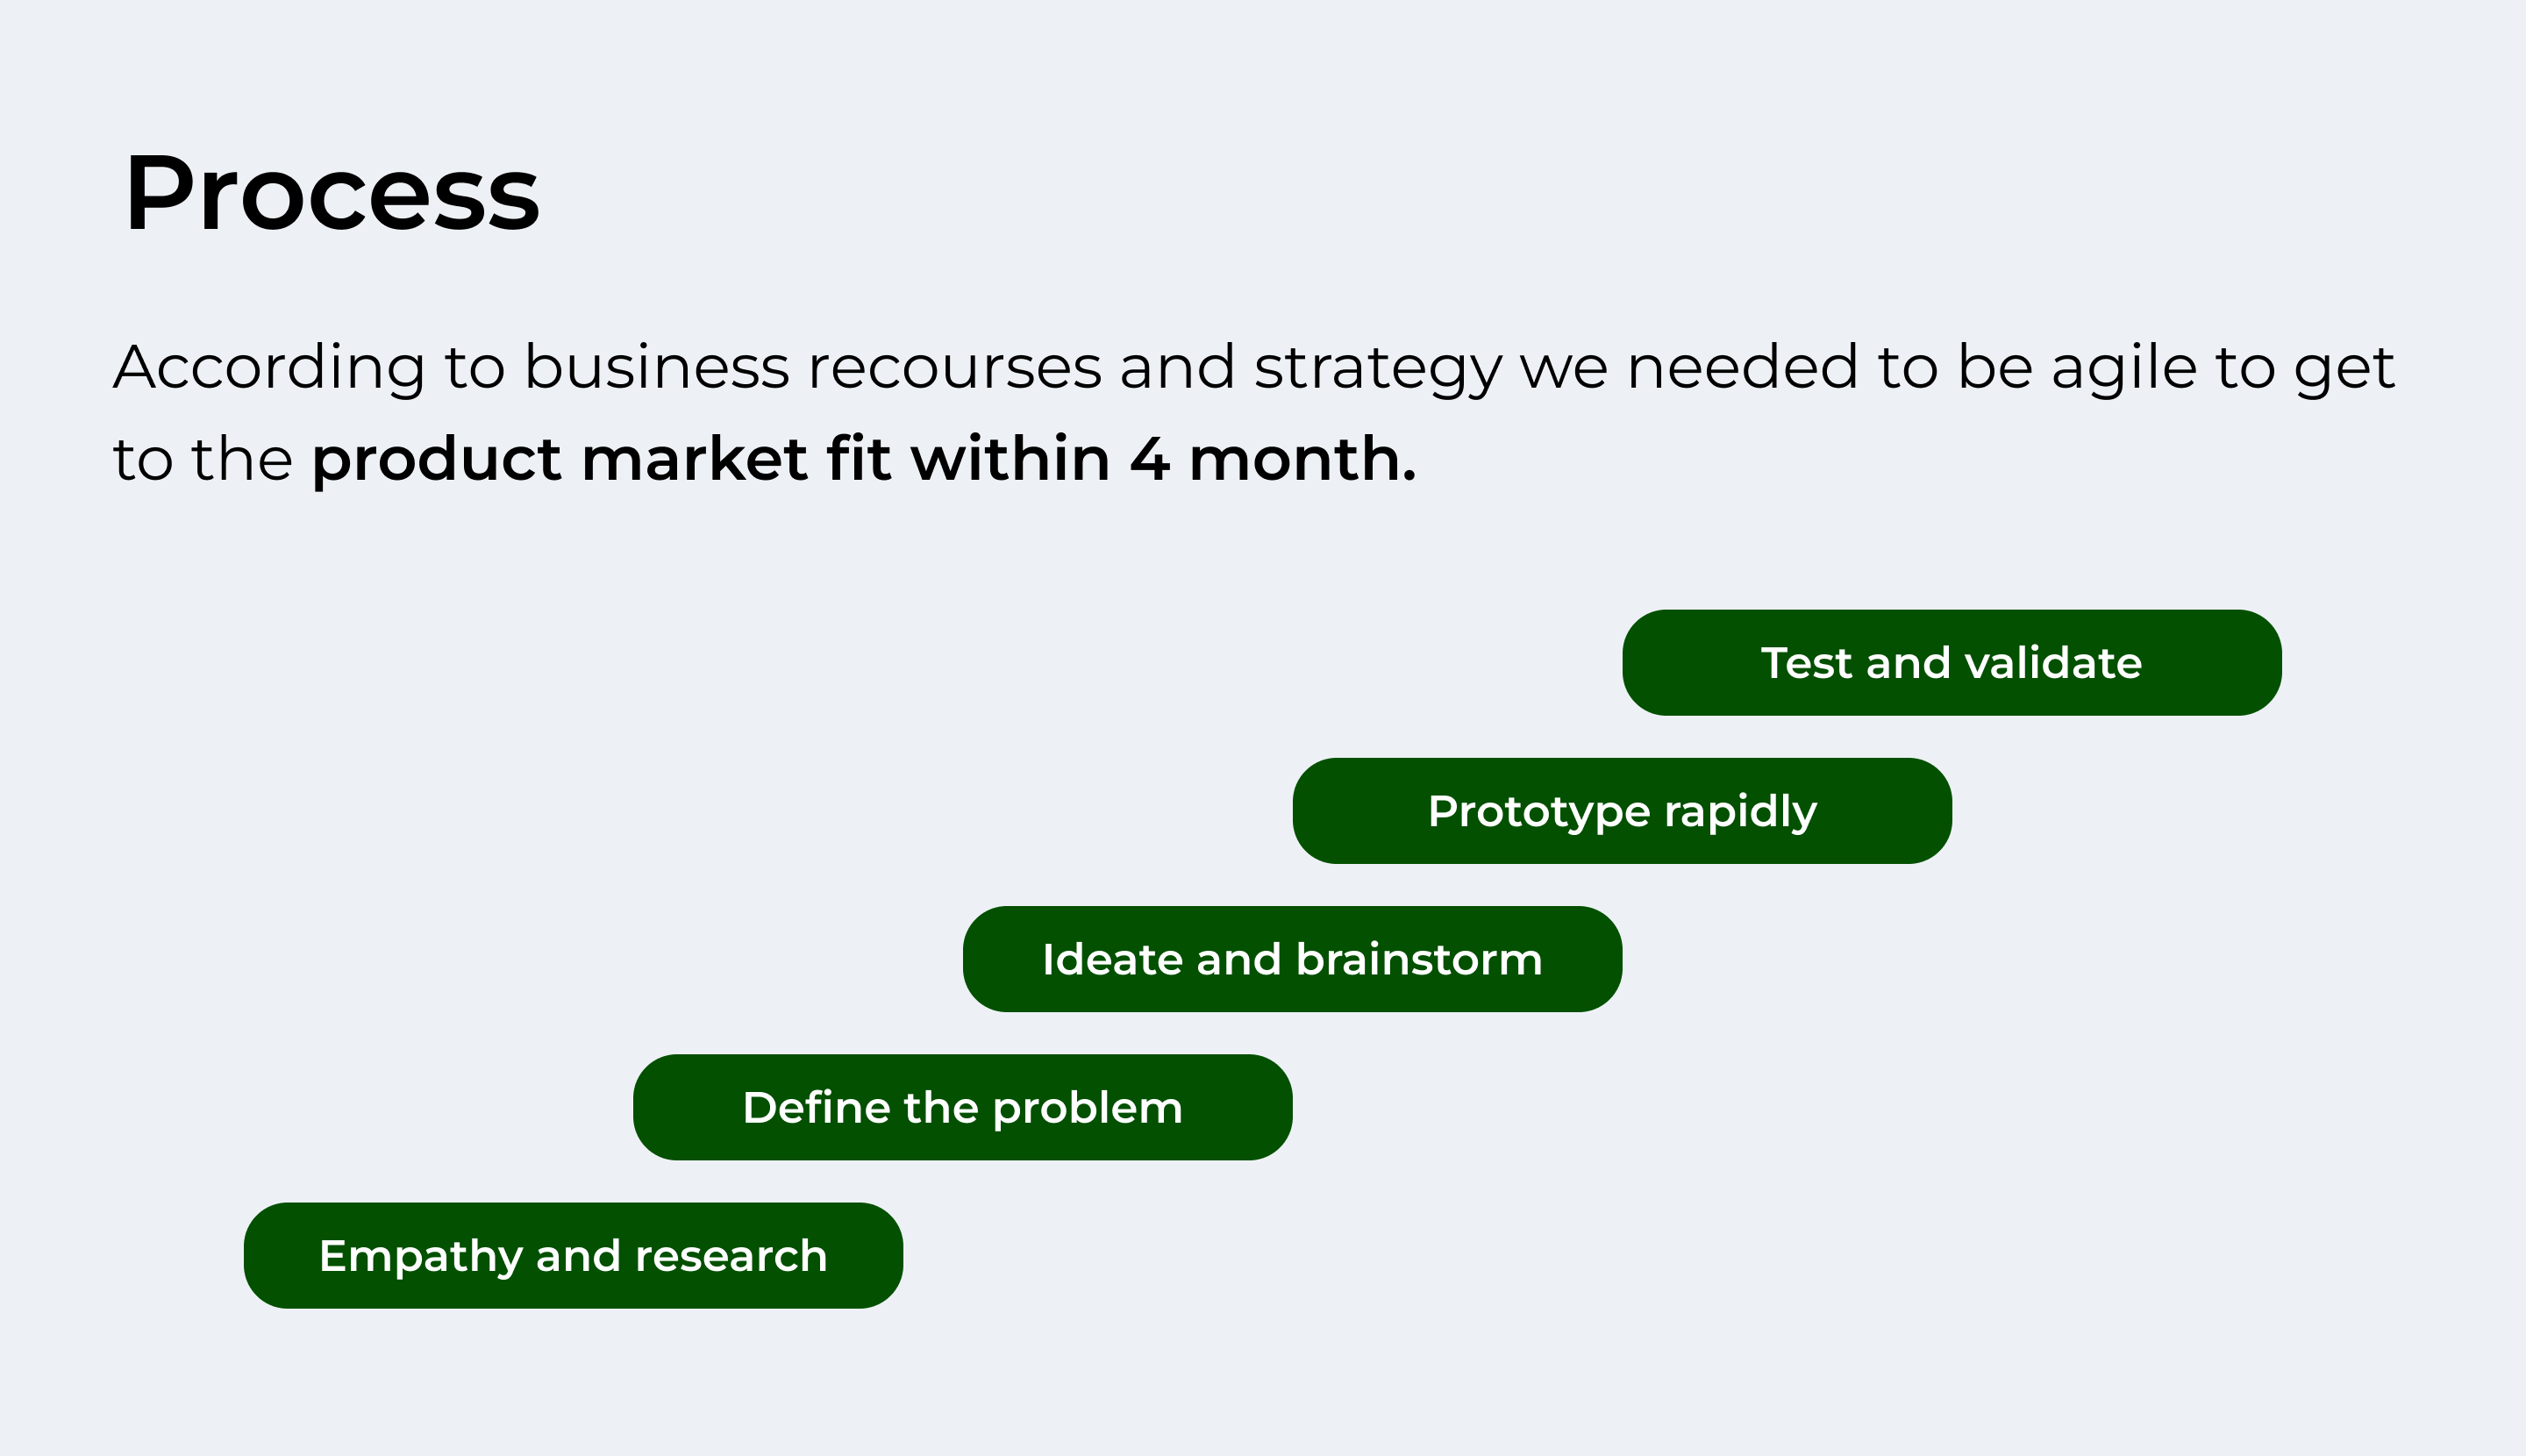 Process
According to business recourses and strategy we needed to be agile to get
to the product market fit within 4 month.
Test and validate
Prototype rapidly
Ideate and brainstorm
Define the problem
Empathy and research